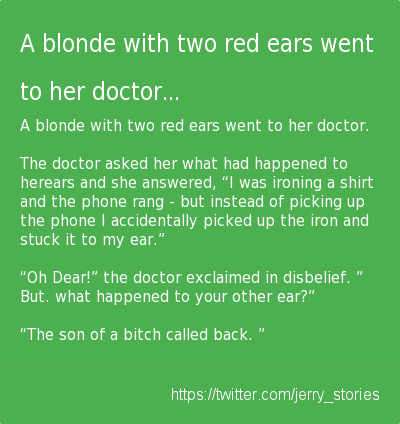 A blonde with two red ears went
to her doctor...
A blonde with two red ears went to her doctor.
The doctor asked her what had happened to
herears and she answered, “I was ironing a shirt
and the phone rang - but instead of picking up
the phone I accidentally picked up the iron and
stuck it to my ear.”
“Oh Dear!” the doctor exclaimed in disbelief. ”
But. what happened to your other ear?”
“The son of a bitch called back. ”
https://twitter.com/jerry_stories